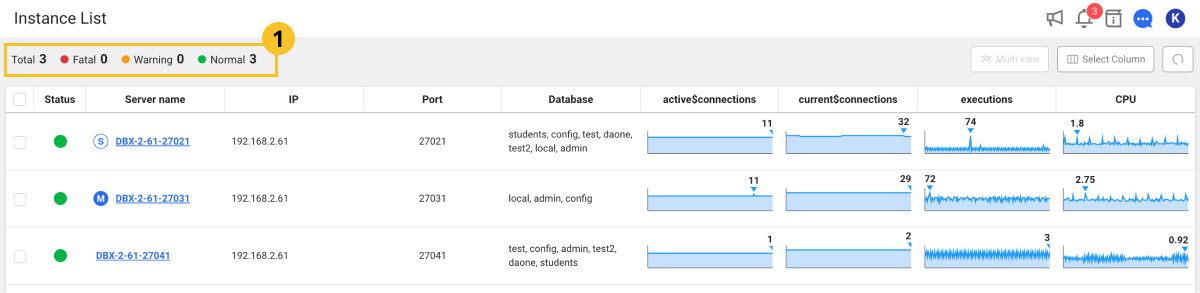 Instance List
3
K
1
Total 3 Fatal 0 Warning 0 Normal 3
Multi view
Select Column
Status Server name IP Port Database active$connections current$connections executions CPU
S DBX-2-61-27021 192.168.2.61 27021 students, config, test, daone,
test2, local, admin
11 32 74 1.8
M DBX-2-61-27031 192.168.2.61 27031 local, admin, config
11 29 72 2.75
DBX-2-61-27041 192.168.2.61 27041 test, config, admin, test2,
daone, students
1 2 3 0.92